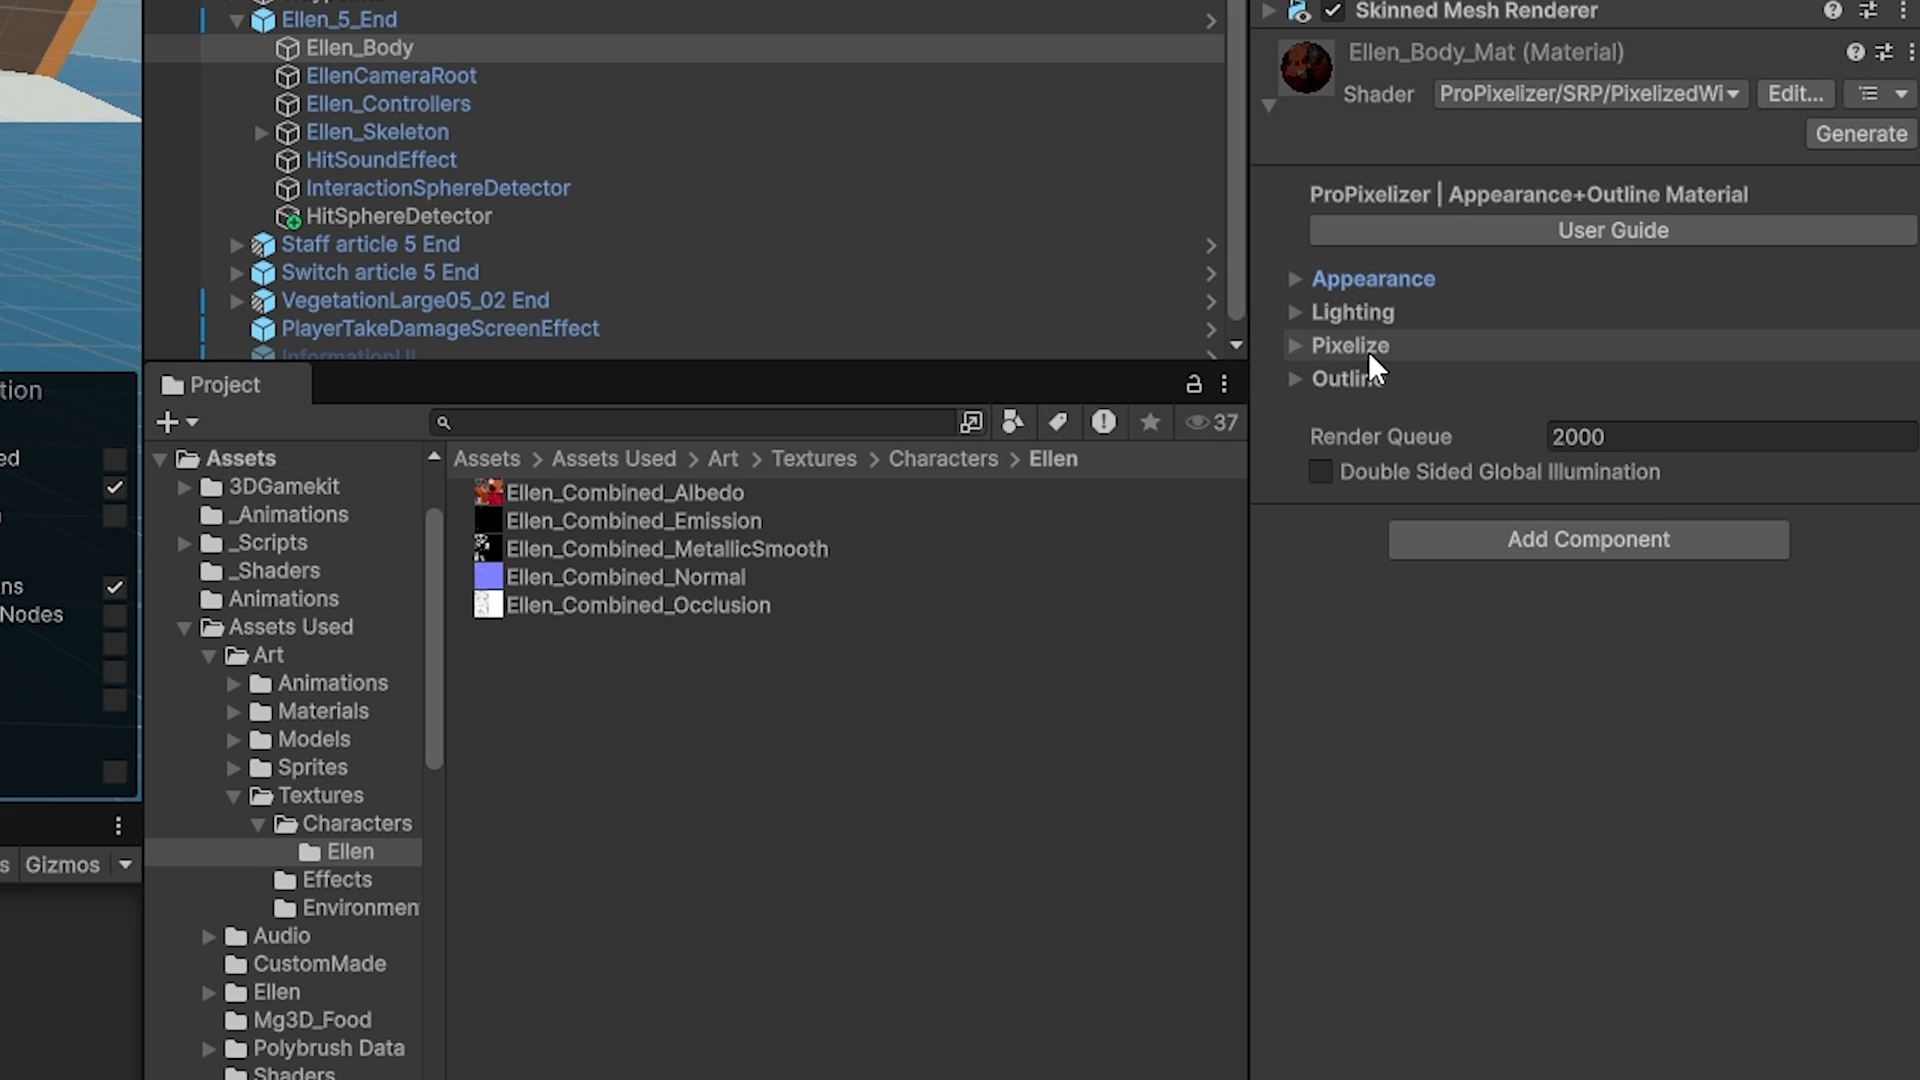 Ellen_5_End
Ellen_Body
EllenCameraRoot
Ellen_Controllers
Ellen_Skeleton
HitSoundEffect
InteractionSphereDetector
HitSphereDetector
Staff article 5 End
Switch article 5 End
VegetationLarge05_02 End
PlayerTakeDamageScreenEffect
InformationUI
Skinned Mesh Renderer
Ellen_Body_Mat (Material)
Shader ProPixelizer/SRP/PixelizedWi Edit...
Generate
ProPixelizer | Appearance+Outline Material
User Guide
Appearance
Lighting
Pixelize
Outline
Render Queue 2000
Double Sided Global Illumination
Add Component
tion
ed
ns
Nodes
s Gizmos
Project
37
Assets
3DGamekit
_Animations
_Scripts
_Shaders
Animations
Assets Used
Art
Animations
Materials
Models
Sprites
Textures
Characters
Ellen
Effects
Environmen
Audio
CustomMade
Ellen
Mg3D_Food
Polybrush Data
Shaders
Assets > Assets Used > Art > Textures > Characters > Ellen
Ellen_Combined_Albedo
Ellen_Combined_Emission
Ellen_Combined_MetallicSmooth
Ellen_Combined_Normal
Ellen_Combined_Occlusion